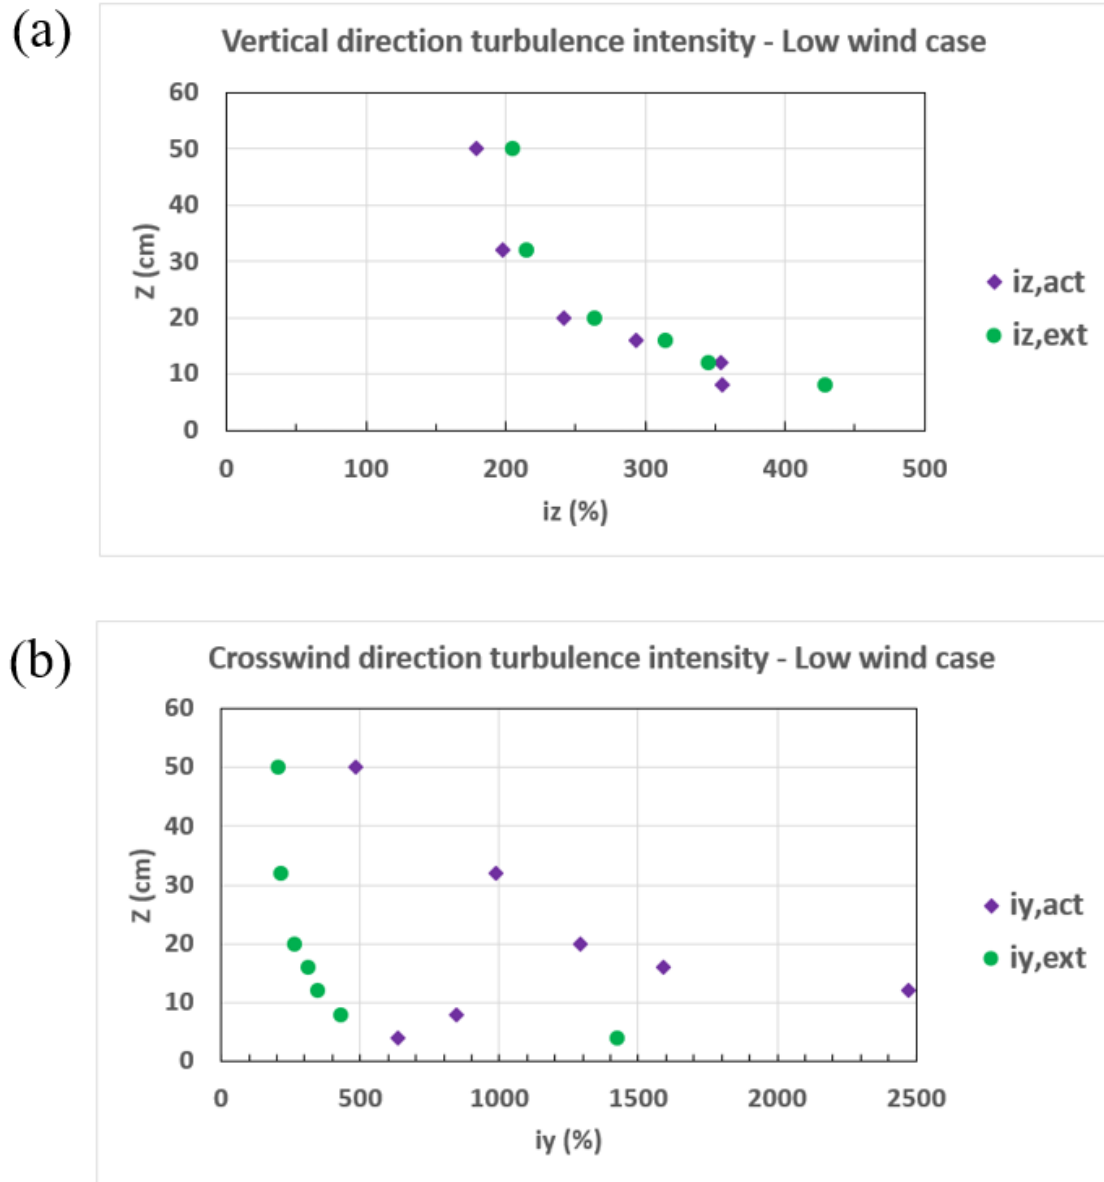 (a)
Vertical direction turbulence intensity - Low wind case
60
50
40
30
20
10
0
Z (cm)
0 100 200 300 400 500
iz (%)
iz,act
iz,ext
(b)
Crosswind direction turbulence intensity - Low wind case
60
50
40
30
20
10
0
Z (cm)
0 500 1000 1500 2000 2500
iy (%)
iy,act
iy,ext